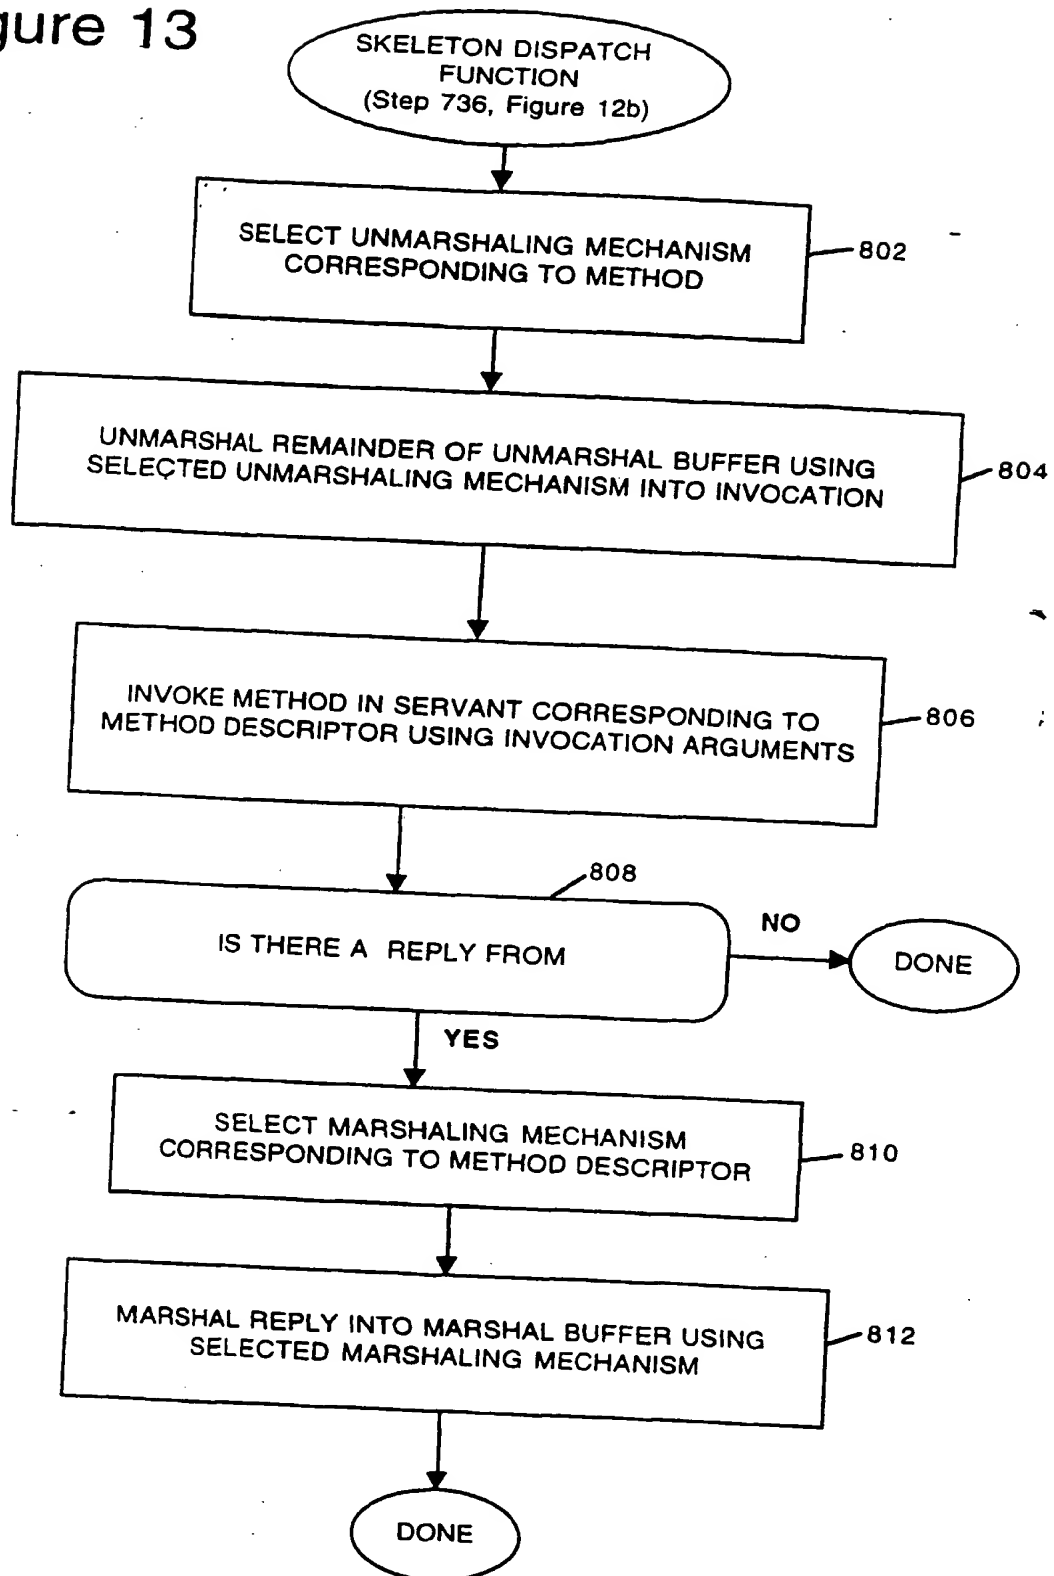 gure 13
SKELETON DISPATCH
FUNCTION
(Step 736, Figure 12b)
SELECT UNMARSHALING MECHANISM
CORRESPONDING TO METHOD
802
UNMARSHAL REMAINDER OF UNMARSHAL BUFFER USING
SELECTED UNMARSHALING MECHANISM INTO INVOCATION
804
INVOKE METHOD IN SERVANT CORRESPONDING TO
METHOD DESCRIPTOR USING INVOCATION ARGUMENTS
806
808
IS THERE A REPLY FROM
NO
DONE
YES
SELECT MARSHALING MECHANISM
CORRESPONDING TO METHOD DESCRIPTOR
810
MARSHAL REPLY INTO MARSHAL BUFFER USING
SELECTED MARSHALING MECHANISM
812
DONE